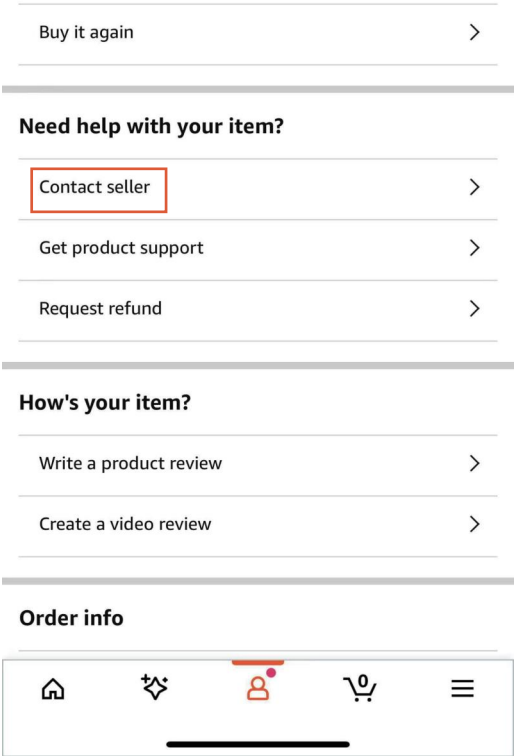 Buy it again
Need help with your item?
Contact seller
Get product support
Request refund
How's your item?
Write a product review
Create a video review
Order info
0